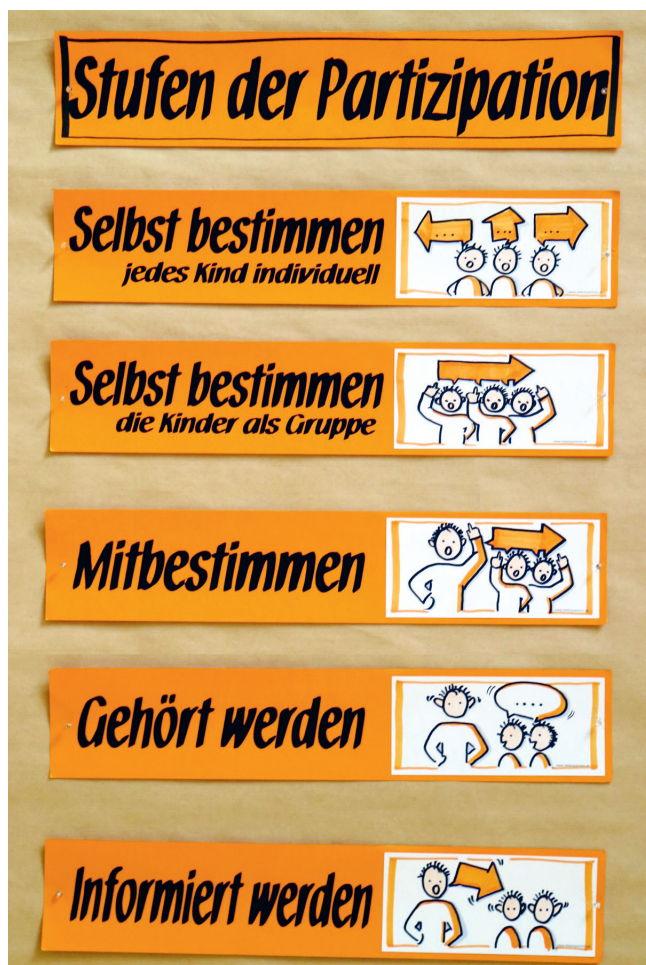 Stufen der Partizipation
Selbst bestimmen
jedes Kind individuell
Selbst bestimmen
die Kinder als Gruppe
Mitbestimmen
Gehört werden
Informiert werden